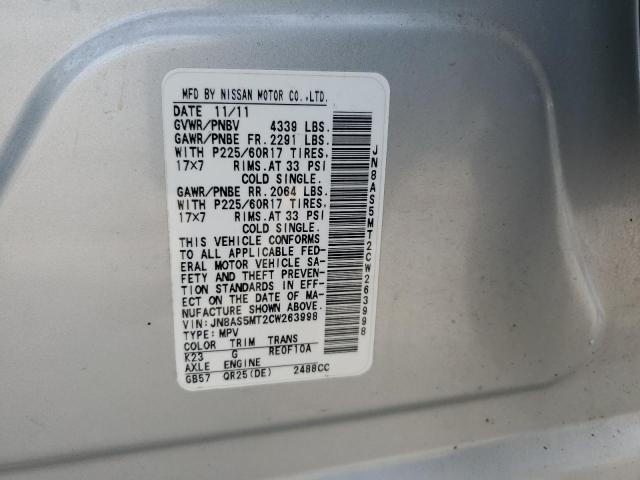 MFD BY NISSAN MOTOR CO.,LTD.
DATE 11/11
GVWR/PNBV 4339 LBS.
GAWR/PNBE FR.2291 LBS.
WITH P225/60R17 TIRES,
17×7 RIMS.AT 33 PSI
COLD SINGLE.
GAWR/PNBE RR.2064 LBS.
WITH P225/60R17 TIRES,
17×7 RIMS.AT 33 PSI
COLD SINGLE.
THIS VEHICLE CONFORMS
TO ALL APPLICABLE FED-
ERAL MOTOR VEHICLE SA-
FETY AND THEFT PREVEN-
TION STANDARDS IN EFF-
ECT ON THE DATE OF MA-
NUFACTURE SHOWN ABOVE.
VIN:JN8AS5MT2CW263998
TYPE:MPV
COLOR TRIM TRANS
K23 G RE0F10A
AXLE ENGINE
GB57 QR25(DE) 2488CC
JN8AS5MT2CW263998